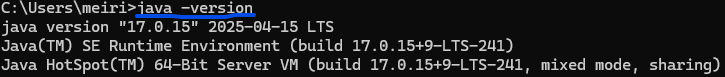 C:\Users\meiri>java -version
java version "17.0.15" 2025-04-15 LTS
Java(TM) SE Runtime Environment (build 17.0.15+9-LTS-241)
Java HotSpot(TM) 64-Bit Server VM (build 17.0.15+9-LTS-241, mixed mode, sharing)